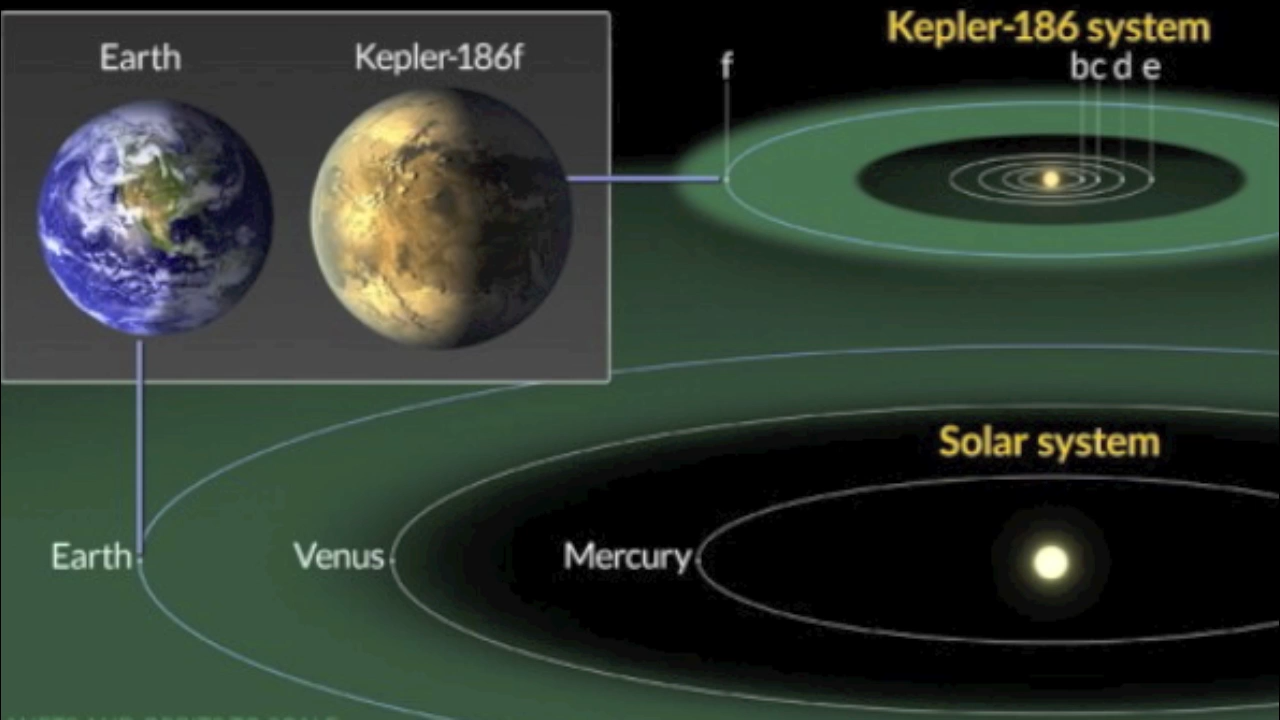 Earth
Kepler-186f
Kepler-186 system
f
b c d e
Solar system
Earth
Venus
Mercury